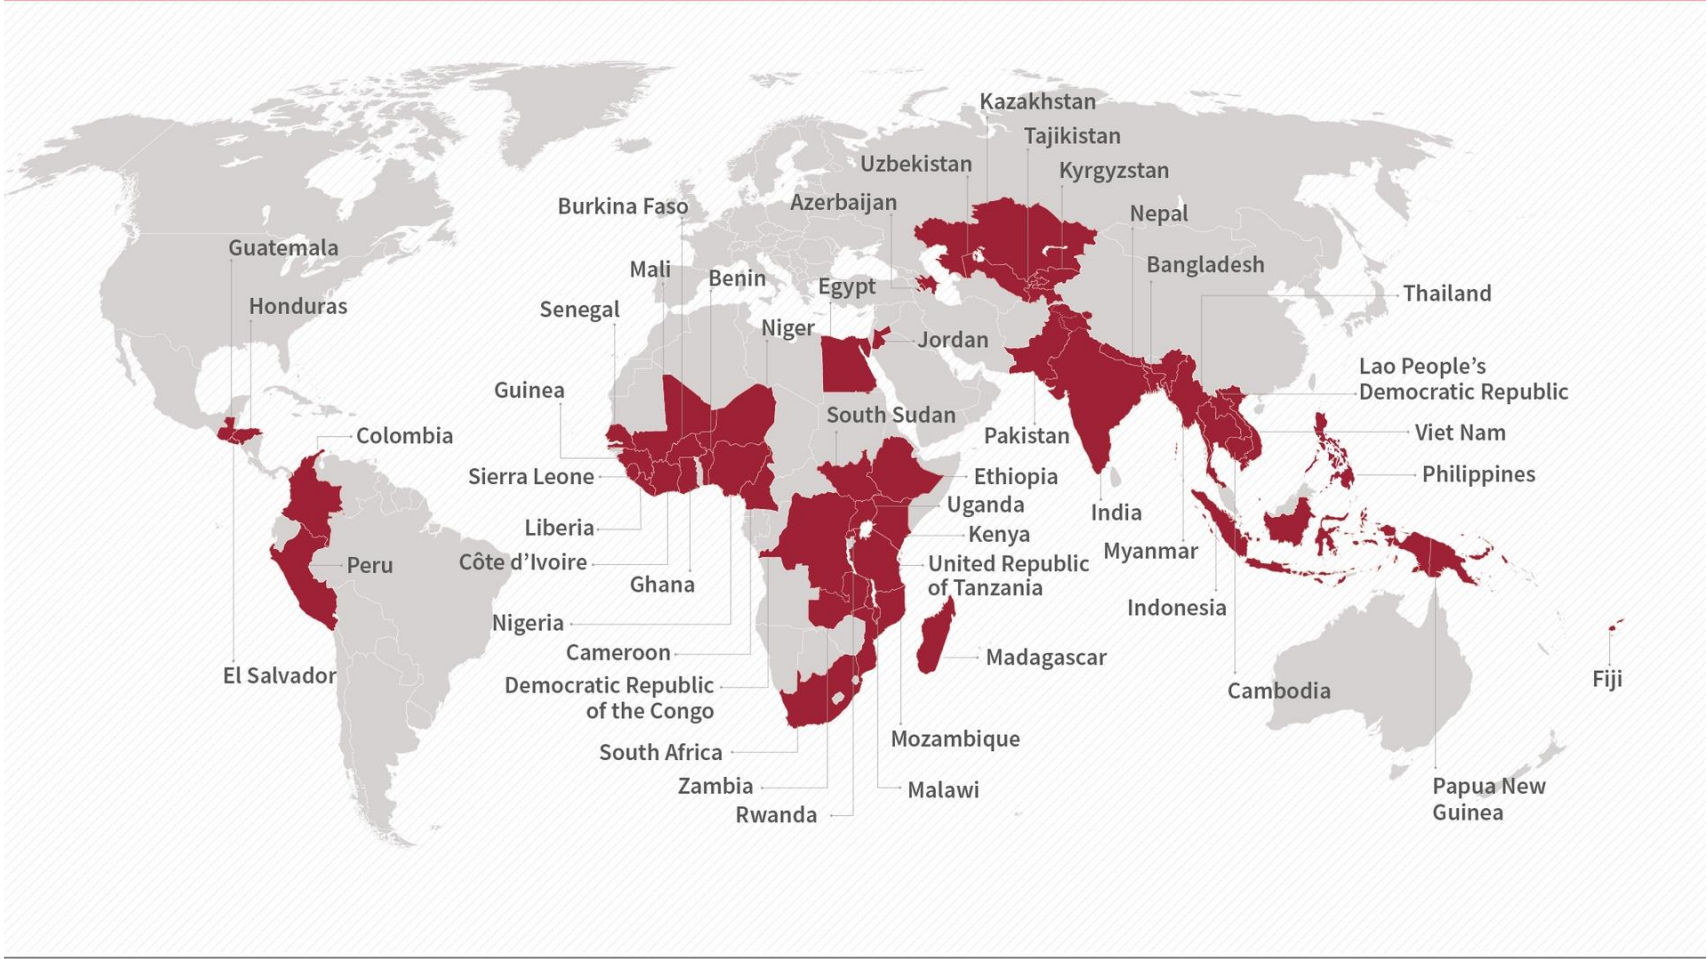 Kazakhstan
Tajikistan
Uzbekistan
Kyrgyzstan
Azerbaijan
Burkina Faso
Nepal
Guatemala
Bangladesh
Mali
Benin
Egypt
Thailand
Honduras
Senegal
Niger
Jordan
Lao People’s
Democratic Republic
Guinea
South Sudan
Colombia
Pakistan
Viet Nam
Sierra Leone
Ethiopia
Philippines
Uganda
India
Liberia
Kenya
Myanmar
Côte d’Ivoire
Peru
United Republic
of Tanzania
Ghana
Indonesia
Nigeria
Cameroon
Madagascar
El Salvador
Fiji
Democratic Republic
of the Congo
Cambodia
South Africa
Mozambique
Zambia
Malawi
Papua New
Guinea
Rwanda